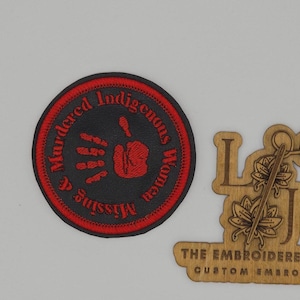 Missing & Murdered Indigenous Women
L
J
THE EMBROIDERE
CUSTOM EMBRO